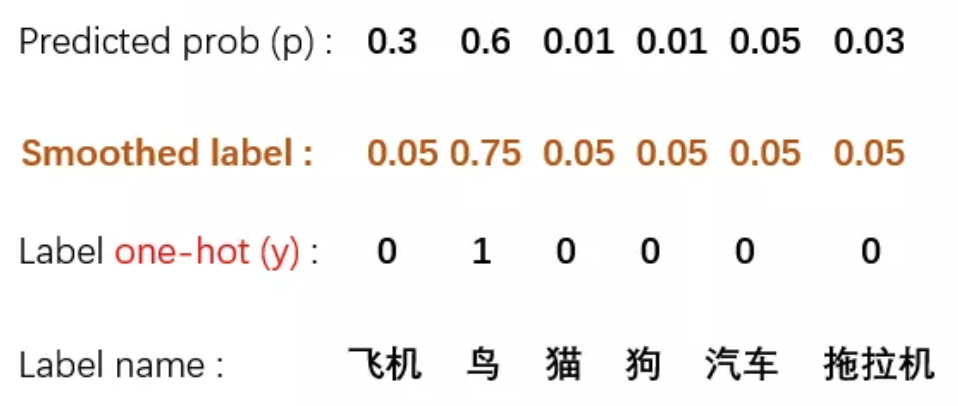 Predicted prob (p) : 0.3 0.6 0.01 0.01 0.05 0.03
Smoothed label : 0.05 0.75 0.05 0.05 0.05 0.05
Label one-hot (y) : 0 1 0 0 0 0
Label name : 飞机 鸟 猫 狗 汽车 拖拉机